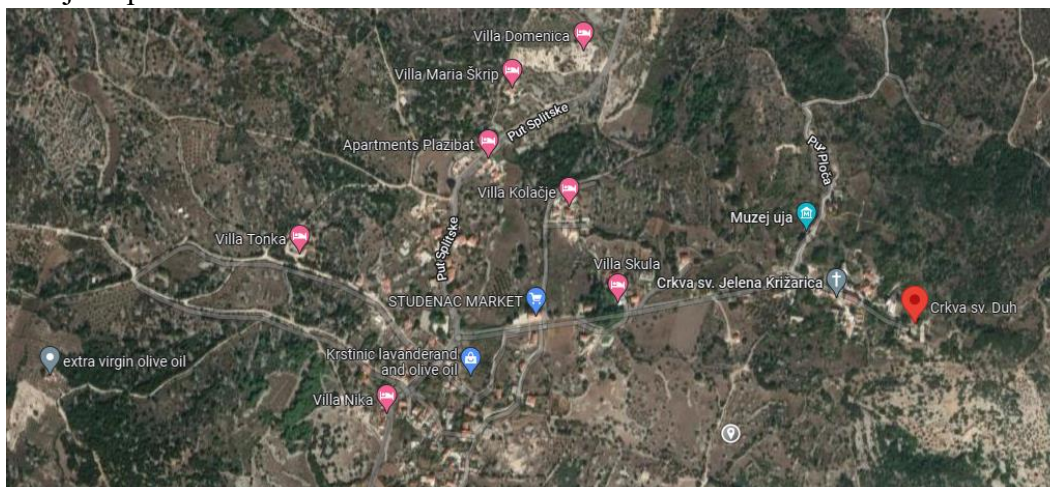 Villa Domenica
Villa Maria Škrip
Put Splitske
Apartments Plazibat
Put Ploča
Villa Kolačje
Muzej uja
Villa Tonka
Put Splitske
Villa Skula
Crkva sv. Jelena Križarica
STUDENAC MARKET
Crkva sv. Duh
Krstinic lavanderand
and olive oil
extra virgin olive oil
Villa Nika